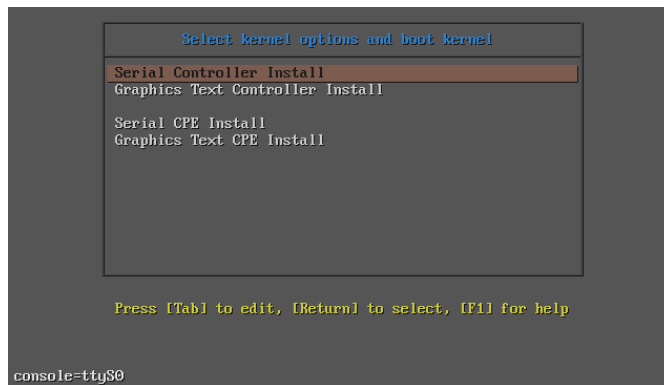 Select kernel options and boot kernel
Serial Controller Install
Graphics Text Controller Install
Serial CPE Install
Graphics Text CPE Install
Press [Tab] to edit, [Return] to select, [F1] for help
console=ttyS0